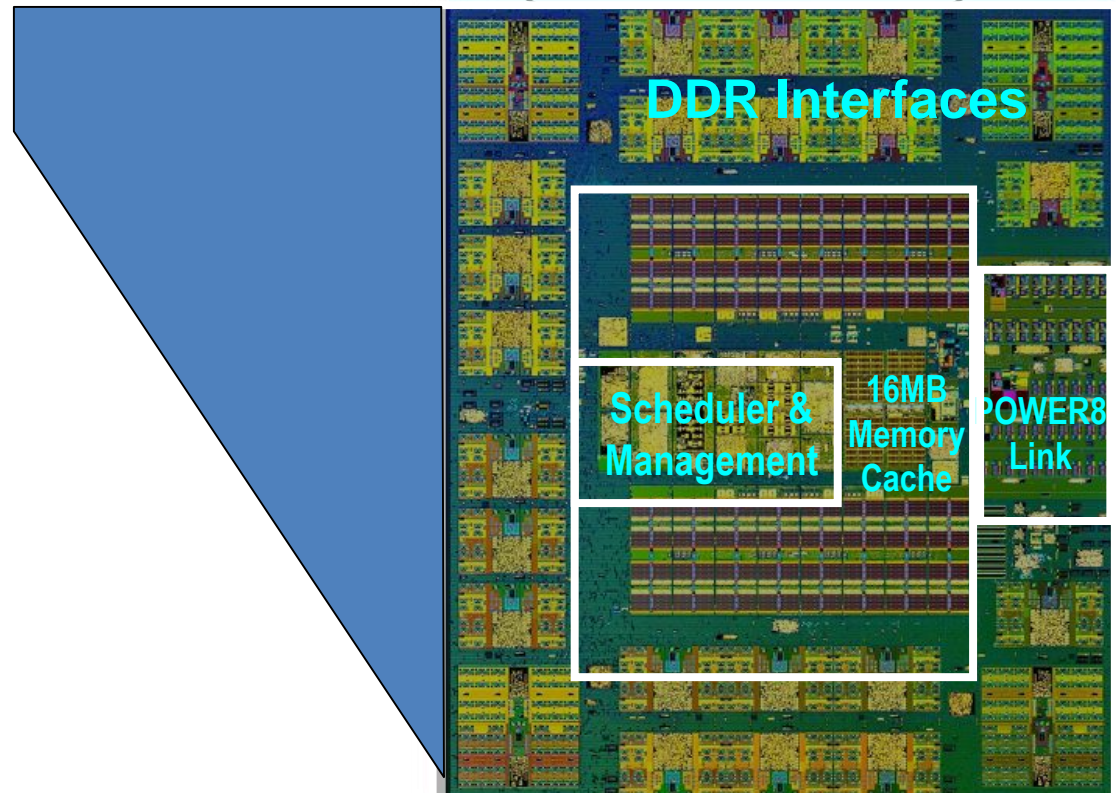 DDR Interfaces
Scheduler &
Management
16MB
Memory
Cache
POWER8
Link